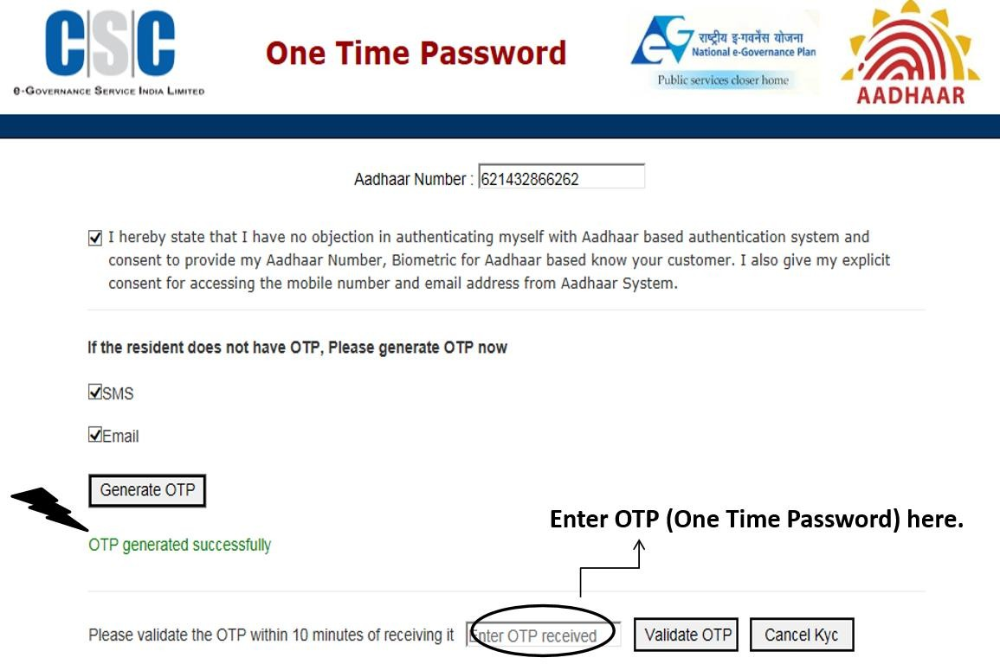 CSC
e-Governance Service India Limited
One Time Password
राष्ट्रीय इ-गवर्नेंस योजना
National e-Governance Plan
Public services closer home
AADHAAR
Aadhaar Number : 621432866262
I hereby state that I have no objection in authenticating myself with Aadhaar based authentication system and
consent to provide my Aadhaar Number, Biometric for Aadhaar based know your customer. I also give my explicit
consent for accessing the mobile number and email address from Aadhaar System.
If the resident does not have OTP, Please generate OTP now
SMS
Email
Generate OTP
Enter OTP (One Time Password) here.
OTP generated successfully
Please validate the OTP within 10 minutes of receiving it Enter OTP received Validate OTP Cancel Kyc